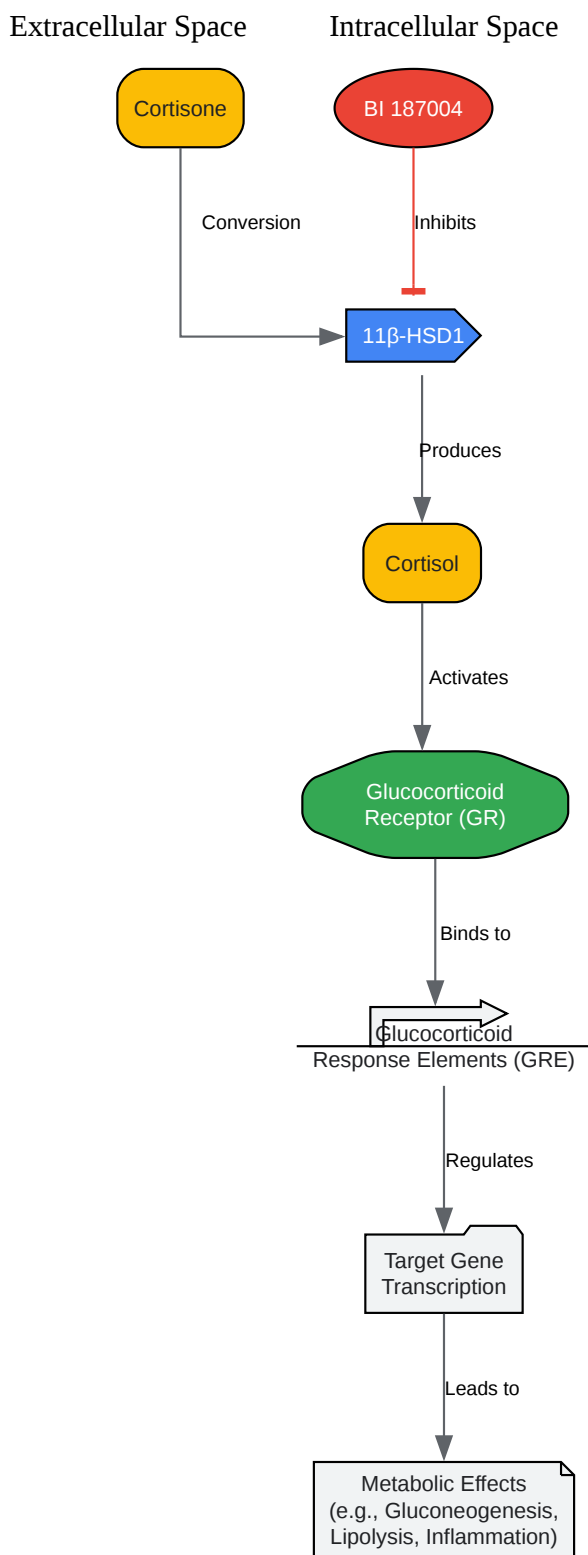 Extracellular Space
Intracellular Space
Cortisone
BI 187004
Conversion
Inhibits
11β-HSD1
Produces
Cortisol
Activates
Glucocorticoid
Receptor (GR)
Binds to
Glucocorticoid
Response Elements (GRE)
Regulates
Target Gene
Transcription
Leads to
Metabolic Effects
(e.g., Gluconeogenesis,
Lipolysis, Inflammation)